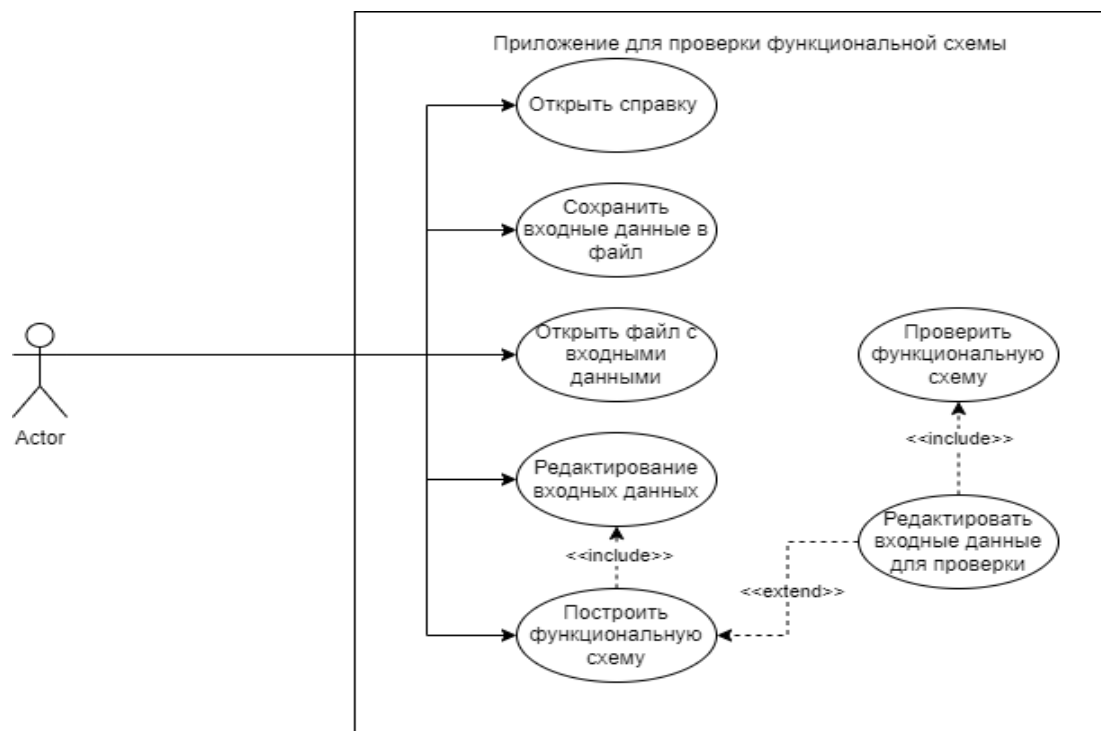 Приложение для проверки функциональной схемы
Открыть справку
Сохранить
входные данные в
файл
Открыть файл с
входными
данными
Проверить
функциональную
схему
Actor
<<include>>
Редактирование
входных данных
Редактировать
входные данные
для проверки
<<include>>
<<extend>>
Построить
функциональную
схему